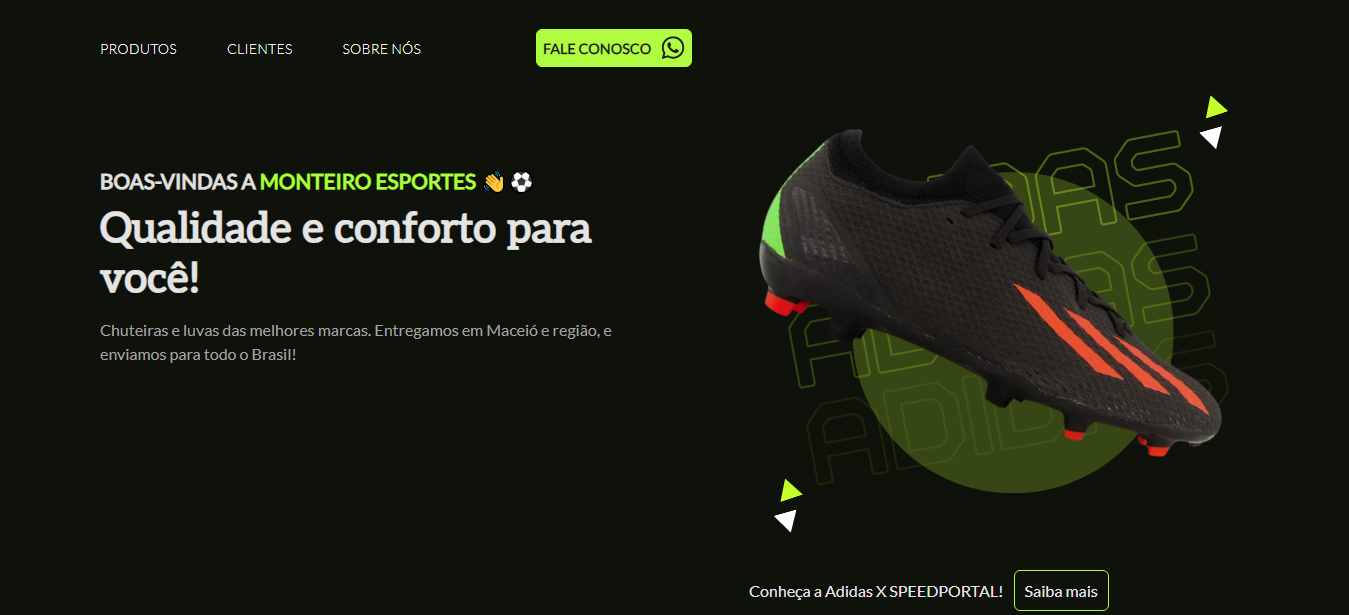 PRODUTOS CLIENTES SOBRE NÓS FALE CONOSCO
BOAS-VINDAS A MONTEIRO ESPORTES 👋 ⚽
Qualidade e conforto para
você!
Chuteiras e luvas das melhores marcas. Entregamos em Maceió e região, e
enviamos para todo o Brasil!
ADIDAS
ADIDAS
ADIDAS
Conheça a Adidas X SPEEDPORTAL! Saiba mais